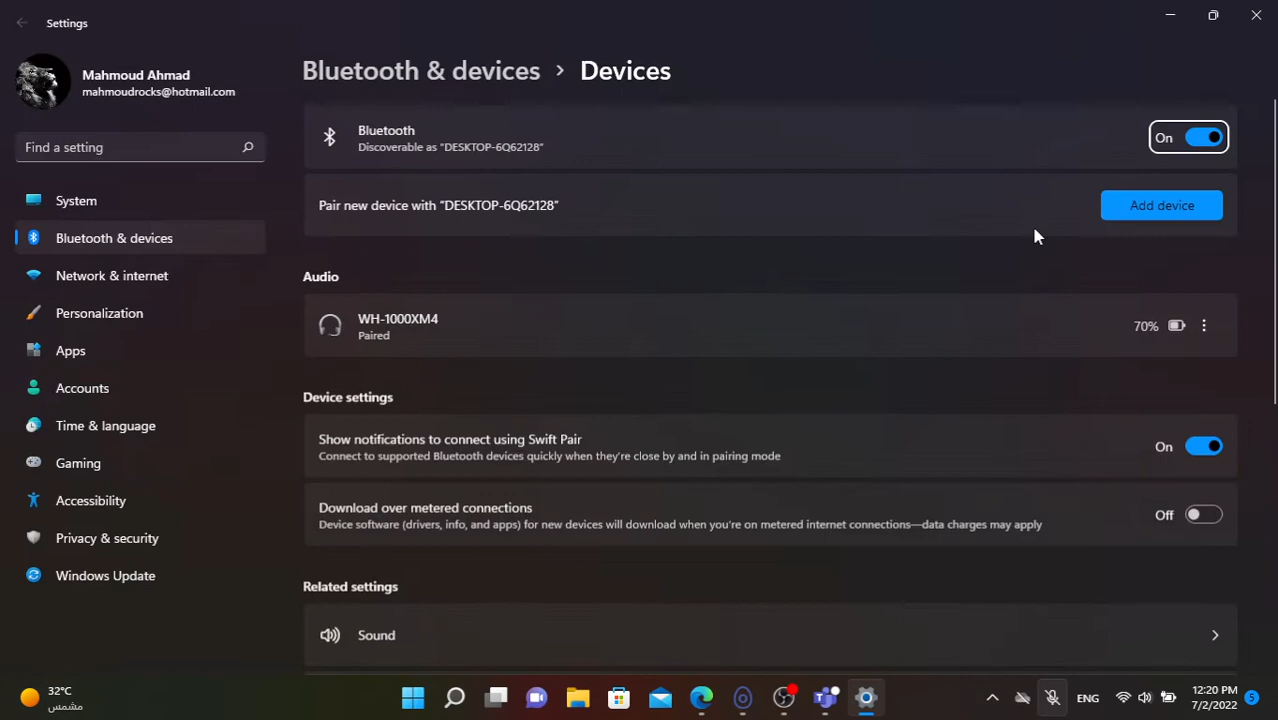 Settings
Mahmoud Ahmad
mahmoudrocks@hotmail.com
Find a setting
System
Bluetooth & devices
Network & internet
Personalization
Apps
Accounts
Time & language
Gaming
Accessibility
Privacy & security
Windows Update
Bluetooth & devices > Devices
Bluetooth
Discoverable as "DESKTOP-6Q62128"
On
Pair new device with "DESKTOP-6Q62128"
Add device
Audio
WH-1000XM4
Paired
70%
Device settings
Show notifications to connect using Swift Pair
Connect to supported Bluetooth devices quickly when they're close by and in pairing mode
On
Download over metered connections
Device software (drivers, info, and apps) for new devices will download when you're on metered internet connections—data charges may apply
Off
Related settings
Sound
32°C
مشمس
ENG
12:20 PM
7/2/2022
5